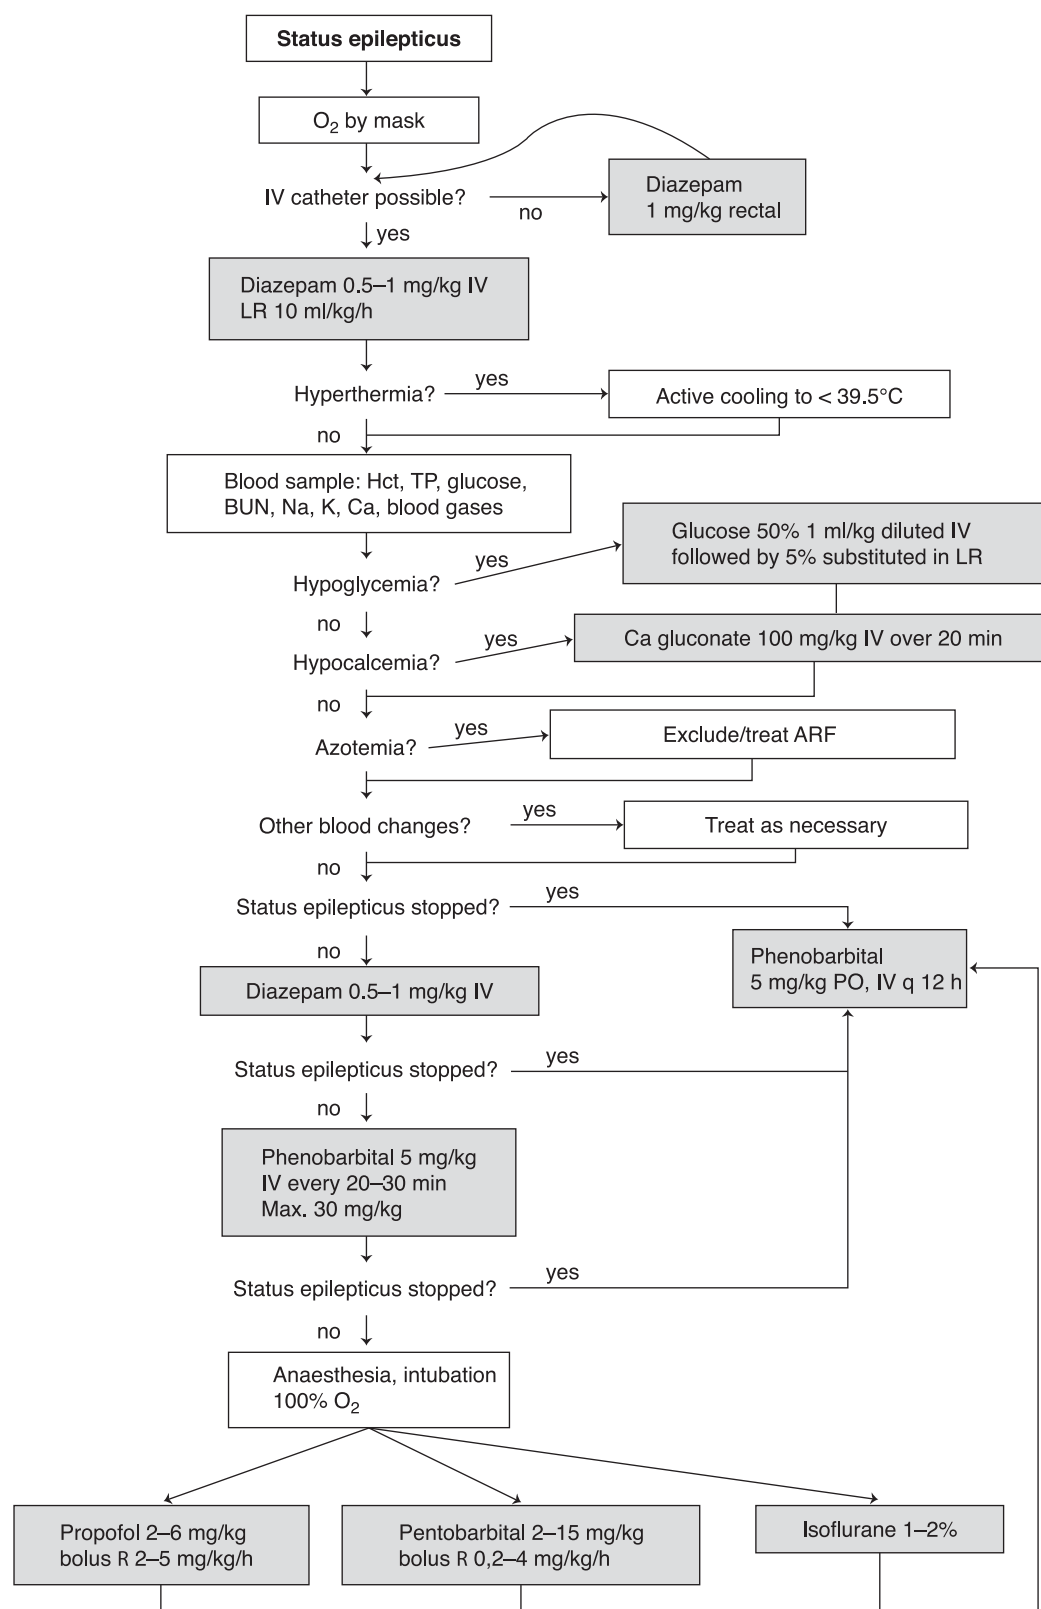 Status epilepticus
O₂ by mask
IV catheter possible?
no
Diazepam
1 mg/kg rectal
yes
Diazepam 0.5–1 mg/kg IV
LR 10 ml/kg/h
Hyperthermia?
yes
Active cooling to < 39.5°C
no
Blood sample: Hct, TP, glucose,
BUN, Na, K, Ca, blood gases
Hypoglycemia?
yes
Glucose 50% 1 ml/kg diluted IV
followed by 5% substituted in LR
no
Hypocalcemia?
yes
Ca gluconate 100 mg/kg IV over 20 min
no
Azotemia?
yes
Exclude/treat ARF
Other blood changes?
yes
Treat as necessary
no
Status epilepticus stopped?
yes
Phenobarbital
5 mg/kg PO, IV q 12 h
no
Diazepam 0.5–1 mg/kg IV
Status epilepticus stopped?
yes
no
Phenobarbital 5 mg/kg
IV every 20–30 min
Max. 30 mg/kg
Status epilepticus stopped?
yes
no
Anaesthesia, intubation
100% O₂
Propofol 2–6 mg/kg
bolus R 2–5 mg/kg/h
Pentobarbital 2–15 mg/kg
bolus R 0,2–4 mg/kg/h
Isoflurane 1–2%